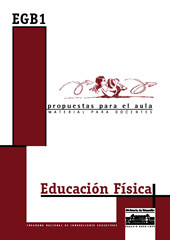 EGB1
propuestas para el aula
MATERIAL PARA DOCENTES
Educación Física
PROGRAMA NACIONAL DE INNOVACIONES EDUCATIVAS